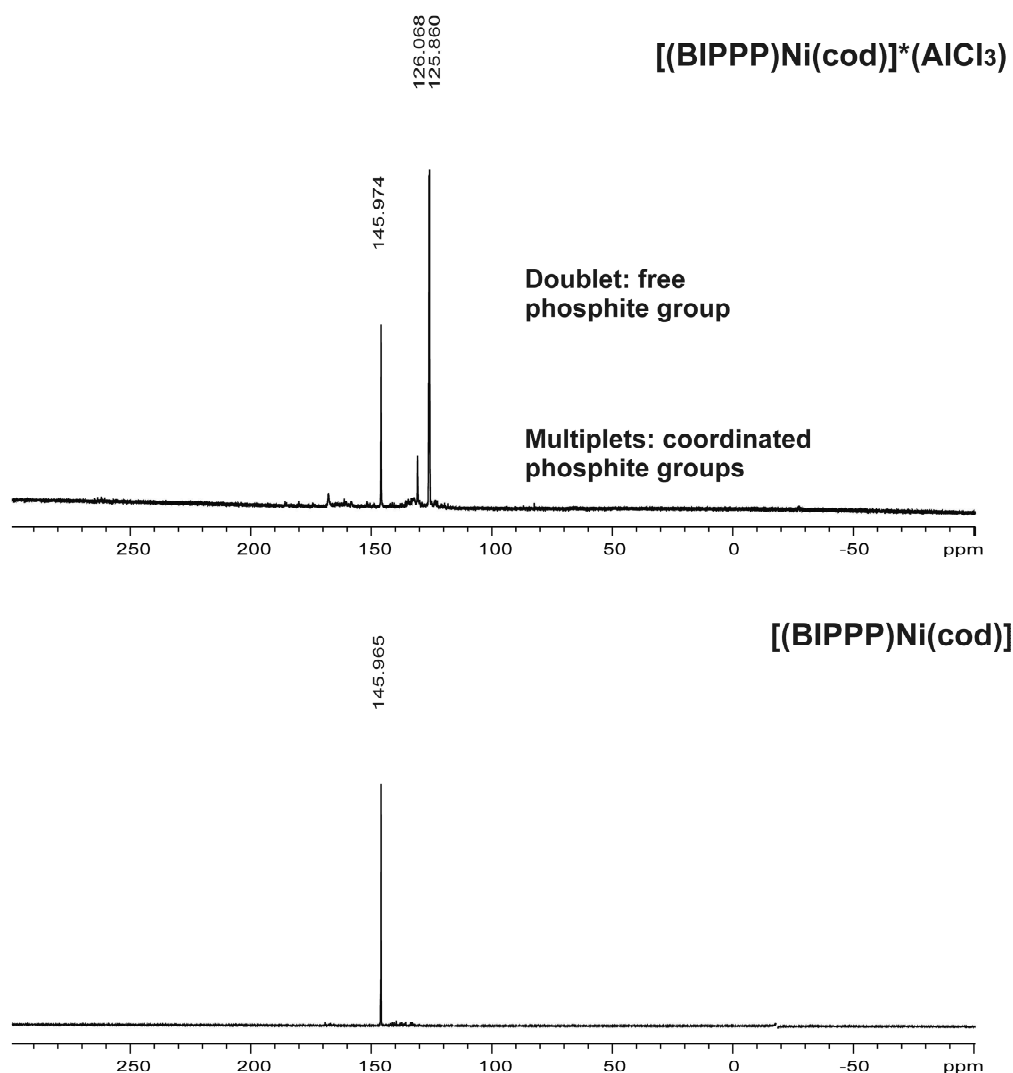 126.068
125.860
[(BIPPP)Ni(cod)]*(AlCl3)
145.974
Doublet: free
phosphite group
Multiplets: coordinated
phosphite groups
250 200 150 100 50 0 -50 ppm
[(BIPPP)Ni(cod)]
145.965
250 200 150 100 50 0 -50 ppm